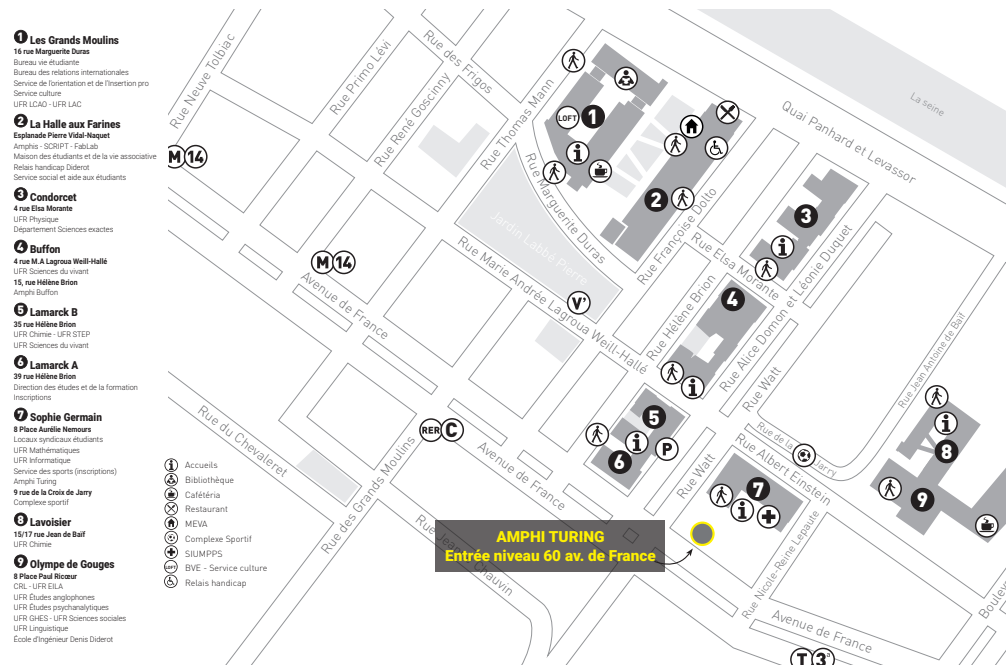 1 Les Grands Moulins
16 rue Marguerite Duras
Bureau vie étudiante
Bureau des relations internationales
Service de l'orientation et de l'Insertion pro
Service culture
UFR LCAO - UFR LAC
2 La Halle aux Farines
Esplanade Pierre Vidal-Naquet
Amphis - SCRIPT - FabLab
Maison des étudiants et de la vie associative
Relais handicap Diderot
Service social et aide aux étudiants
3 Condorcet
4 rue Elsa Morante
UFR Physique
Département Sciences exactes
4 Buffon
4 rue M.A Lagroua Weill-Hallé
UFR Sciences du vivant
15, rue Hélène Brion
Amphi Buffon
5 Lamarck B
35 rue Hélène Brion
UFR Chimie - UFR STEP
UFR Sciences du vivant
6 Lamarck A
39 rue Hélène Brion
Direction des études et de la formation
Inscriptions
7 Sophie Germain
8 Place Aurélie Nemours
Locaux syndicaux étudiants
UFR Mathématiques
UFR Informatique
Service des sports (inscriptions)
Amphi Turing
9 rue de la Croix de Jarry
Complexe sportif
8 Lavoisier
15/17 rue Jean de Baïf
UFR Chimie
9 Olympe de Gouges
8 Place Paul Ricœur
CRL - UFR EILA
UFR Études anglophones
UFR Études psychanalytiques
UFR GHES - UFR Sciences sociales
UFR Linguistique
École d'Ingénieur Denis Diderot
i Accueils
Bibliothèque
Cafétéria
Restaurant
MEVA
Complexe Sportif
SIUMPPS
LOFT BVE - Service culture
Relais handicap
Rue Neuve Tolbiac
Rue Primo Lévi
Rue des Frigos
Rue René Goscinny
Rue Thomas Mann
La seine
Quai Panhard et Levassor
LOFT 1
i
M 14
2
3
i
Rue Marguerite Duras
Jardin Labbé Pierre
Rue Françoise Dolto
Rue Elsa Morante
M 14
V'
Avenue de France
Rue Marie Andrée Lagroua Weill-Hallé
Rue Hélène Brion
4
i
Rue Alice Domon et Léonie Duquet
Rue Watt
Rue Jean Antoine de Baïf
Rue du Chevaleret
Rue des Grands Moulins
RER C
Avenue de France
5
i
6
P
Rue Watt
Rue de la
Jarry
Rue Albert Einstein
7
i
8
i
9
Rue Nicole-Reine Lepaute
AMPHI TURING
Entrée niveau 60 av. de France
Rue Je
Chauvin
Avenue de France
Boulev
T 3a